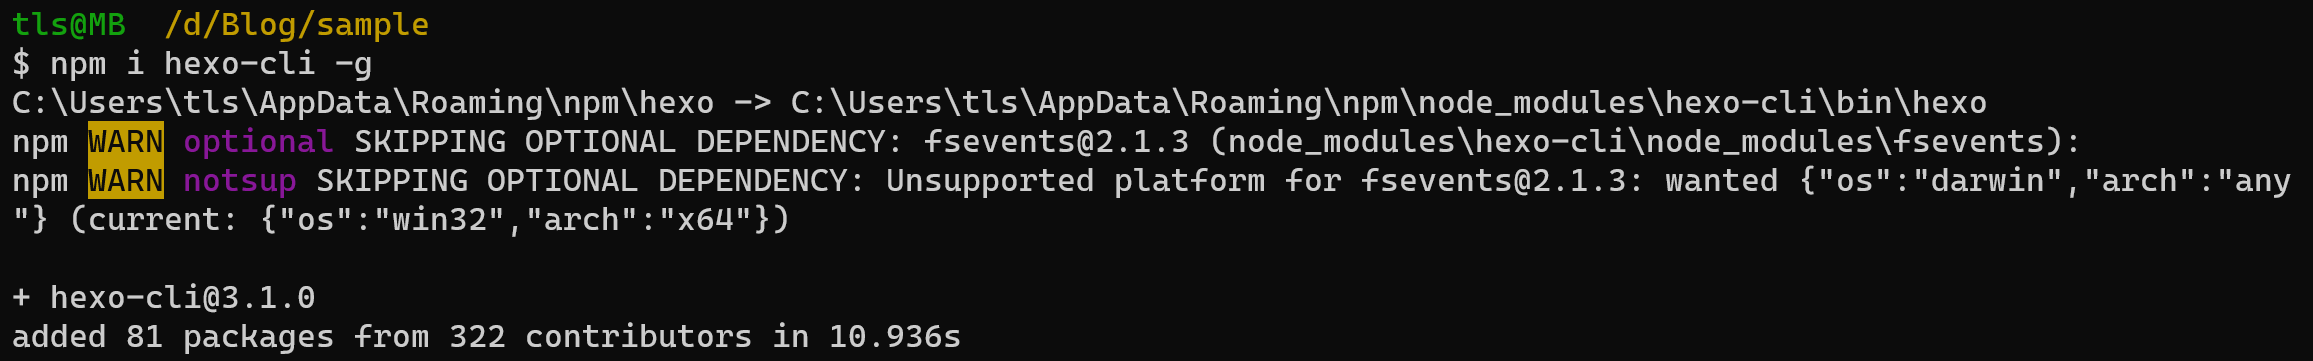 tls@MB  /d/Blog/sample
$ npm i hexo-cli -g
C:\Users\tls\AppData\Roaming\npm\hexo -> C:\Users\tls\AppData\Roaming\npm\node_modules\hexo-cli\bin\hexo
npm WARN optional SKIPPING OPTIONAL DEPENDENCY: fsevents@2.1.3 (node_modules\hexo-cli\node_modules\fsevents):
npm WARN notsup SKIPPING OPTIONAL DEPENDENCY: Unsupported platform for fsevents@2.1.3: wanted {"os":"darwin","arch":"any
"} (current: {"os":"win32","arch":"x64"})
+ hexo-cli@3.1.0
added 81 packages from 322 contributors in 10.936s